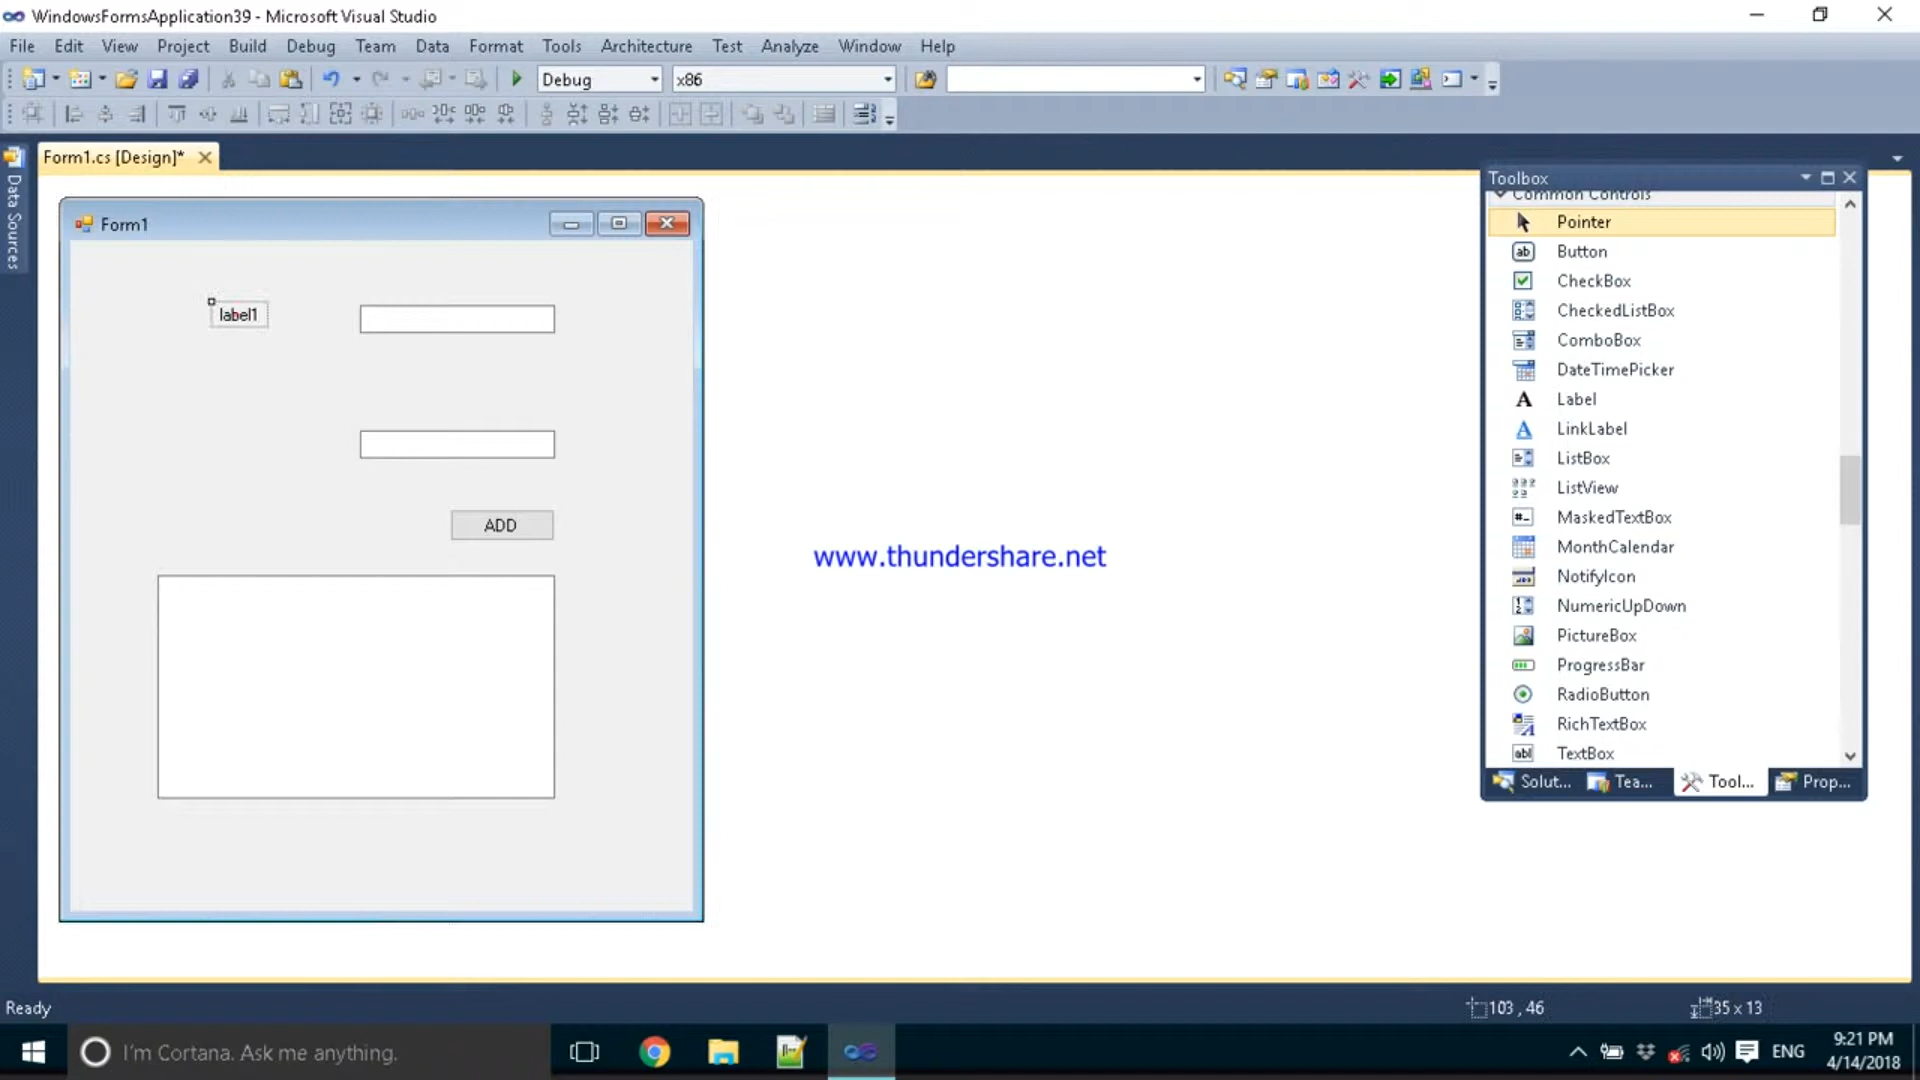 WindowsFormsApplication39 - Microsoft Visual Studio
File Edit View Project Build Debug Team Data Format Tools Architecture Test Analyze Window Help
Debug x86
Form1.cs [Design]*
Data Sources
Form1
label1
ADD
www.thundershare.net
Toolbox
Common Controls
Pointer
Button
CheckBox
CheckedListBox
ComboBox
DateTimePicker
Label
LinkLabel
ListBox
ListView
MaskedTextBox
MonthCalendar
NotifyIcon
NumericUpDown
PictureBox
ProgressBar
RadioButton
RichTextBox
TextBox
Solut... Tea... Tool... Prop...
Ready 103 , 46 35 x 13
I'm Cortana. Ask me anything.
ENG
9:21 PM
4/14/2018